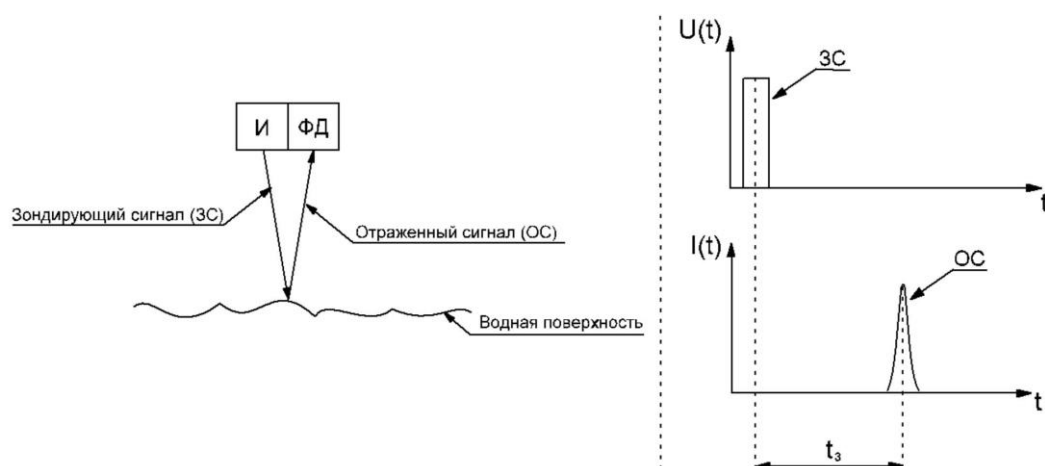 И
ФД
Зондирующий сигнал (ЗС)
Отраженный сигнал (ОС)
Водная поверхность
U(t)
ЗС
t
I(t)
ОС
t
tз